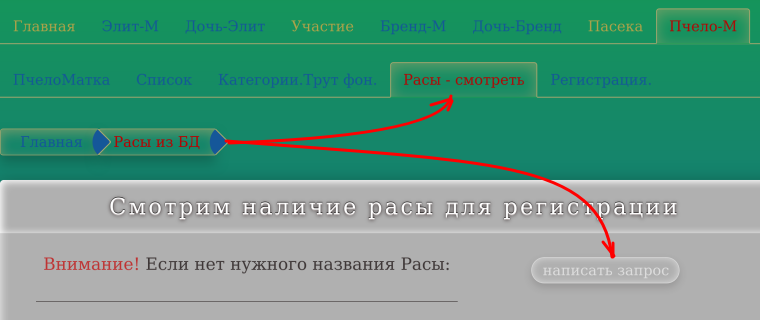 Главная Элит-М Дочь-Элит Участие Бренд-М Дочь-Бренд Пасека Пчело-М
ПчелоМатка Список Категории.Трут фон. Расы - смотреть Регистрация.
Главная Расы из БД
Смотрим наличие расы для регистрации
Внимание! Если нет нужного названия Расы: написать запрос